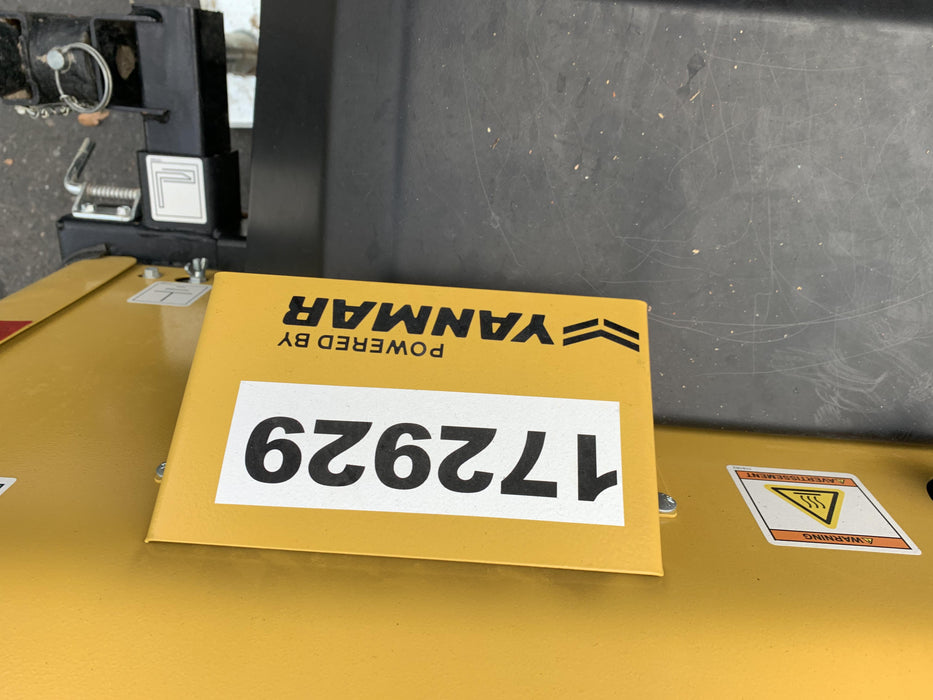 172929
POWERED BY
YANMAR
WARNING
AVERTISSEMENT